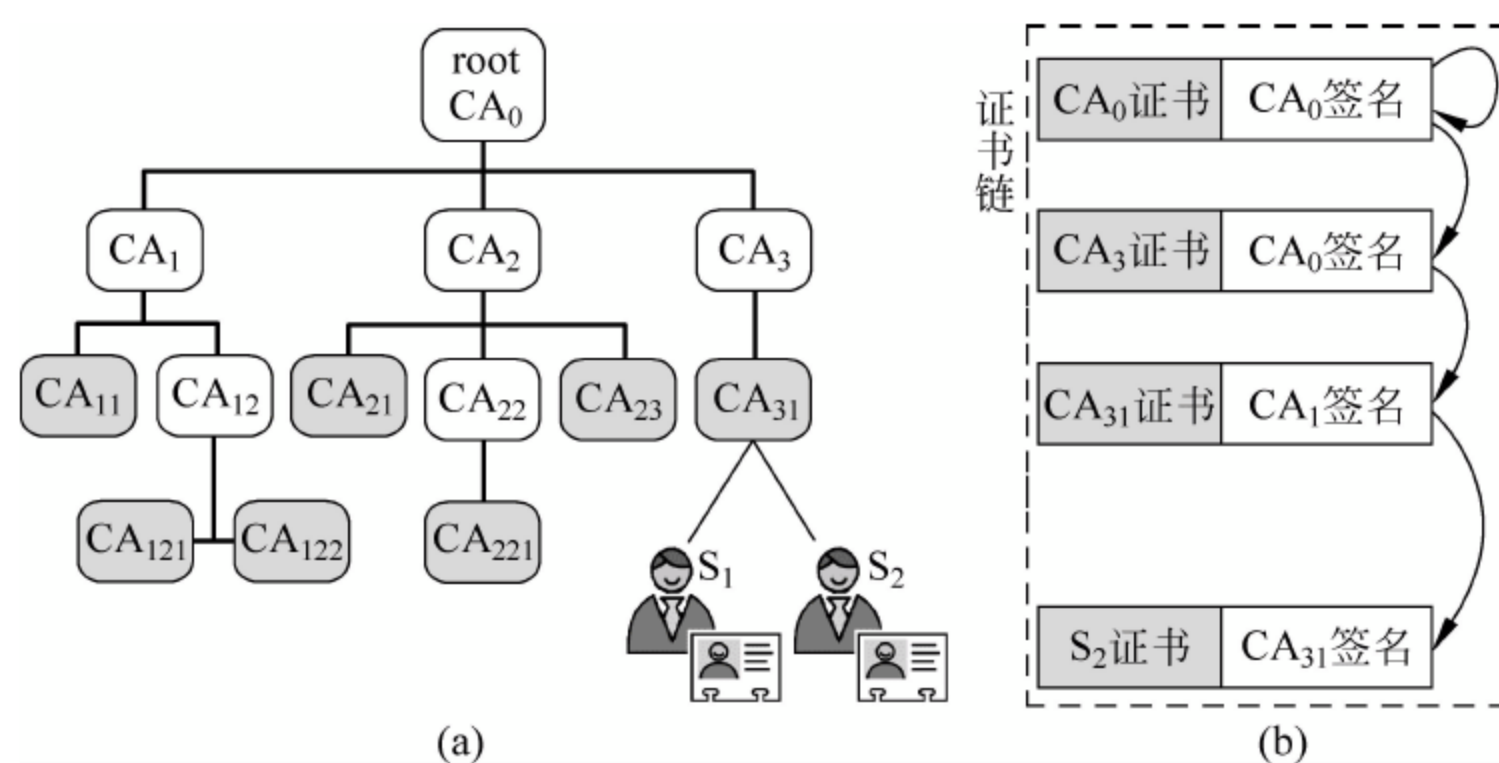 root
CA₀
CA₁
CA₂
CA₃
CA₁₁
CA₁₂
CA₂₁
CA₂₂
CA₂₃
CA₃₁
CA₁₂₁
CA₁₂₂
CA₂₂₁
S₁
S₂
(a)
证书链
CA₀证书 CA₀签名
CA₃证书 CA₀签名
CA₃₁证书 CA₁签名
S₂证书 CA₃₁签名
(b)